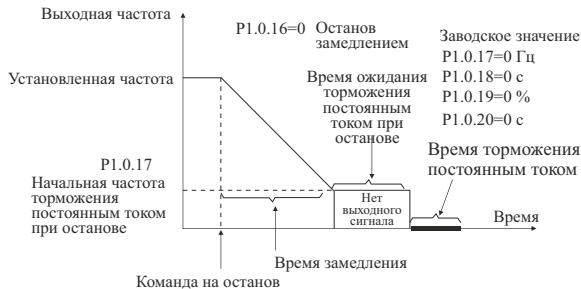 Выходная частота
P1.0.16=0 Останов
замедлением
Заводское значение
P1.0.17=0 Гц
P1.0.18=0 с
P1.0.19=0 %
P1.0.20=0 с
Установленная частота
Время ожидания
торможения
постоянным
током при
останове
Время торможения
постоянным током
P1.0.17
Начальная частота
торможения
постоянным током
при останове
Нет
выходного
сигнала
Время
Время замедления
Команда на останов